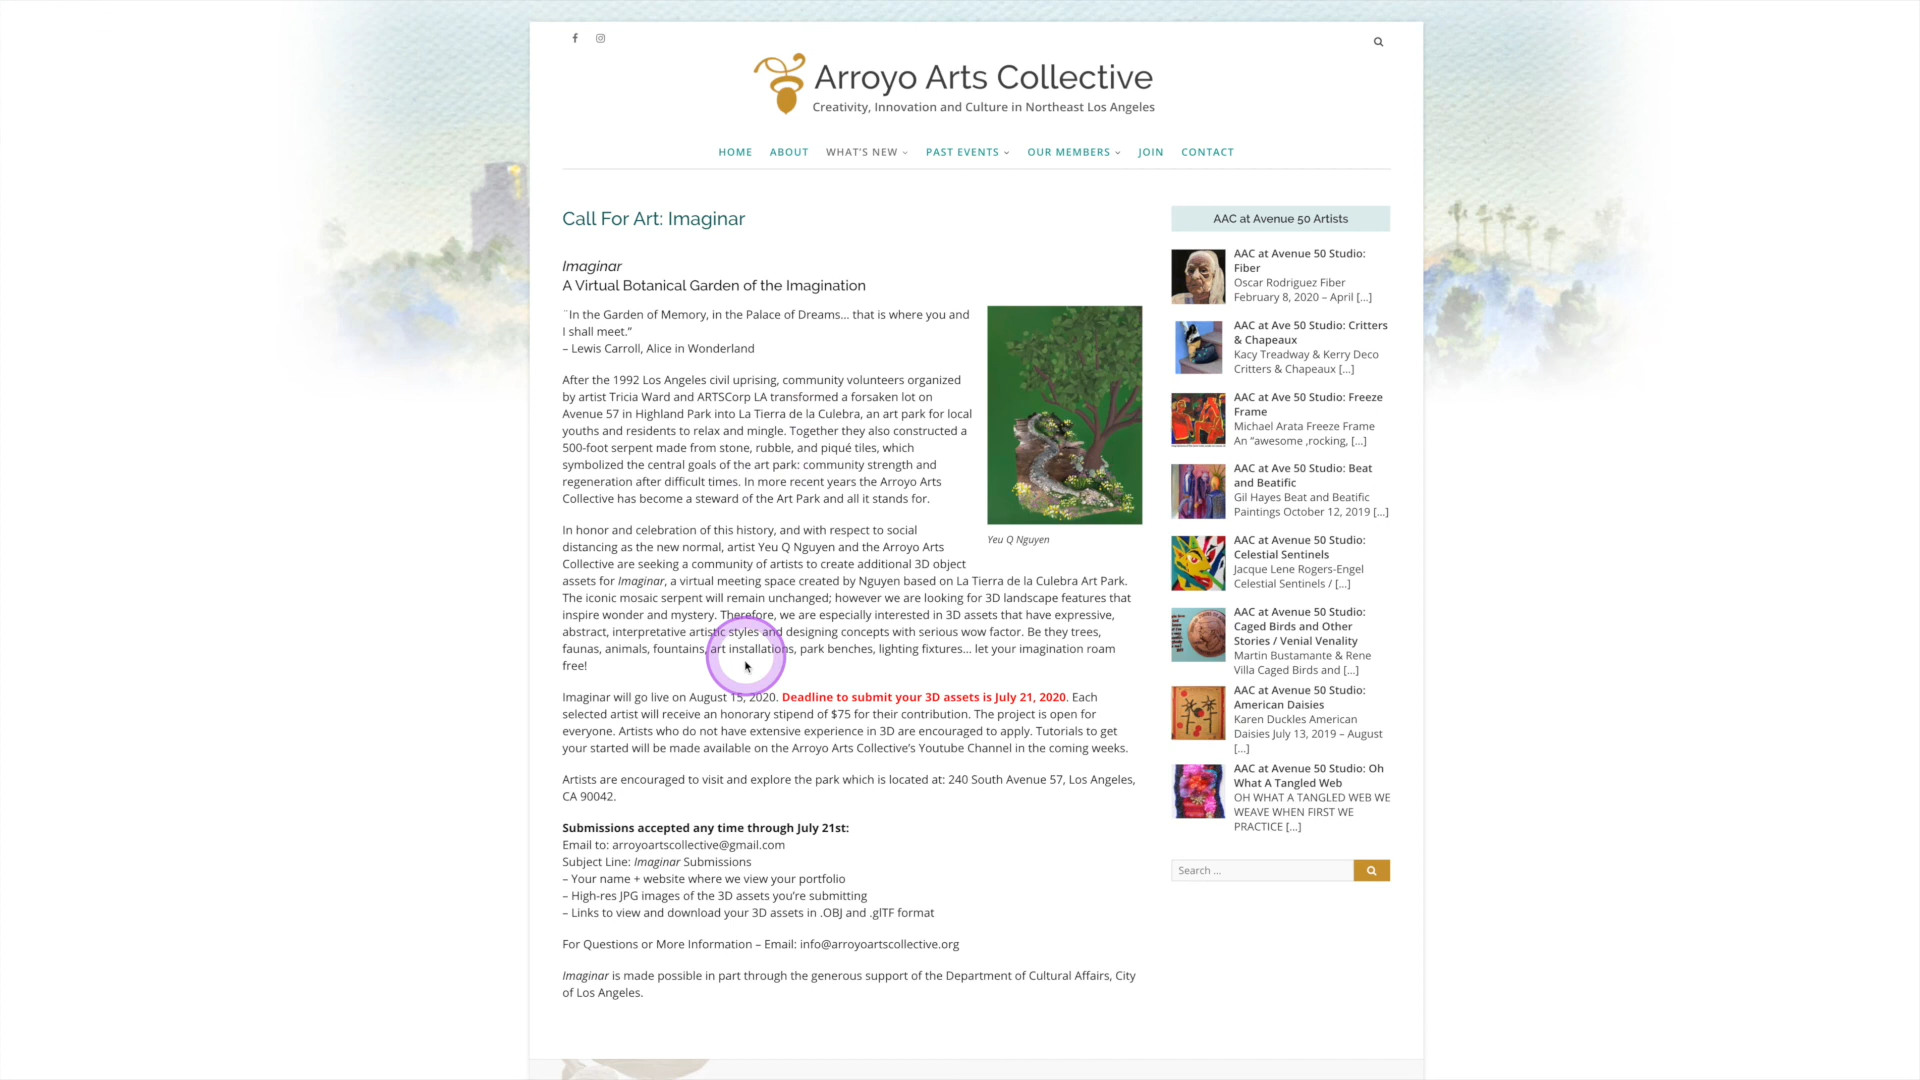 Arroyo Arts Collective
Creativity, Innovation and Culture in Northeast Los Angeles
HOME ABOUT WHAT'S NEW PAST EVENTS OUR MEMBERS JOIN CONTACT
Call For Art: Imaginar
Imaginar
A Virtual Botanical Garden of the Imagination
¨In the Garden of Memory, in the Palace of Dreams... that is where you and
I shall meet.”
– Lewis Carroll, Alice in Wonderland
After the 1992 Los Angeles civil uprising, community volunteers organized
by artist Tricia Ward and ARTSCorp LA transformed a forsaken lot on
Avenue 57 in Highland Park into La Tierra de la Culebra, an art park for local
youths and residents to relax and mingle. Together they also constructed a
500-foot serpent made from stone, rubble, and piqué tiles, which
symbolized the central goals of the art park: community strength and
regeneration after difficult times. In more recent years the Arroyo Arts
Collective has become a steward of the Art Park and all it stands for.
Yeu Q Nguyen
In honor and celebration of this history, and with respect to social
distancing as the new normal, artist Yeu Q Nguyen and the Arroyo Arts
Collective are seeking a community of artists to create additional 3D object
assets for Imaginar, a virtual meeting space created by Nguyen based on La Tierra de la Culebra Art Park.
The iconic mosaic serpent will remain unchanged; however we are looking for 3D landscape features that
inspire wonder and mystery. Therefore, we are especially interested in 3D assets that have expressive,
abstract, interpretative artistic styles and designing concepts with serious wow factor. Be they trees,
faunas, animals, fountains, art installations, park benches, lighting fixtures... let your imagination roam
free!
Imaginar will go live on August 15, 2020. Deadline to submit your 3D assets is July 21, 2020. Each
selected artist will receive an honorary stipend of $75 for their contribution. The project is open for
everyone. Artists who do not have extensive experience in 3D are encouraged to apply. Tutorials to get
your started will be made available on the Arroyo Arts Collective's Youtube Channel in the coming weeks.
Artists are encouraged to visit and explore the park which is located at: 240 South Avenue 57, Los Angeles,
CA 90042.
Submissions accepted any time through July 21st:
Email to: arroyoartscollective@gmail.com
Subject Line: Imaginar Submissions
– Your name + website where we view your portfolio
– High-res JPG images of the 3D assets you're submitting
– Links to view and download your 3D assets in .OBJ and .glTF format
For Questions or More Information – Email: info@arroyoartscollective.org
Imaginar is made possible in part through the generous support of the Department of Cultural Affairs, City
of Los Angeles.
AAC at Avenue 50 Artists
AAC at Avenue 50 Studio:
Fiber
Oscar Rodriguez Fiber
February 8, 2020 – April [...]
AAC at Ave 50 Studio: Critters
& Chapeaux
Kacy Treadway & Kerry Deco
Critters & Chapeaux [...]
AAC at Ave 50 Studio: Freeze
Frame
Michael Arata Freeze Frame
An “awesome ,rocking, [...]
AAC at Ave 50 Studio: Beat
and Beatific
Gil Hayes Beat and Beatific
Paintings October 12, 2019 [...]
AAC at Avenue 50 Studio:
Celestial Sentinels
Jacque Lene Rogers-Engel
Celestial Sentinels / [...]
AAC at Avenue 50 Studio:
Caged Birds and Other
Stories / Venial Venality
Martin Bustamante & Rene
Villa Caged Birds and [...]
AAC at Avenue 50 Studio:
American Daisies
Karen Duckles American
Daisies July 13, 2019 – August
[...]
AAC at Avenue 50 Studio: Oh
What A Tangled Web
OH WHAT A TANGLED WEB WE
WEAVE WHEN FIRST WE
PRACTICE [...]
Search ...